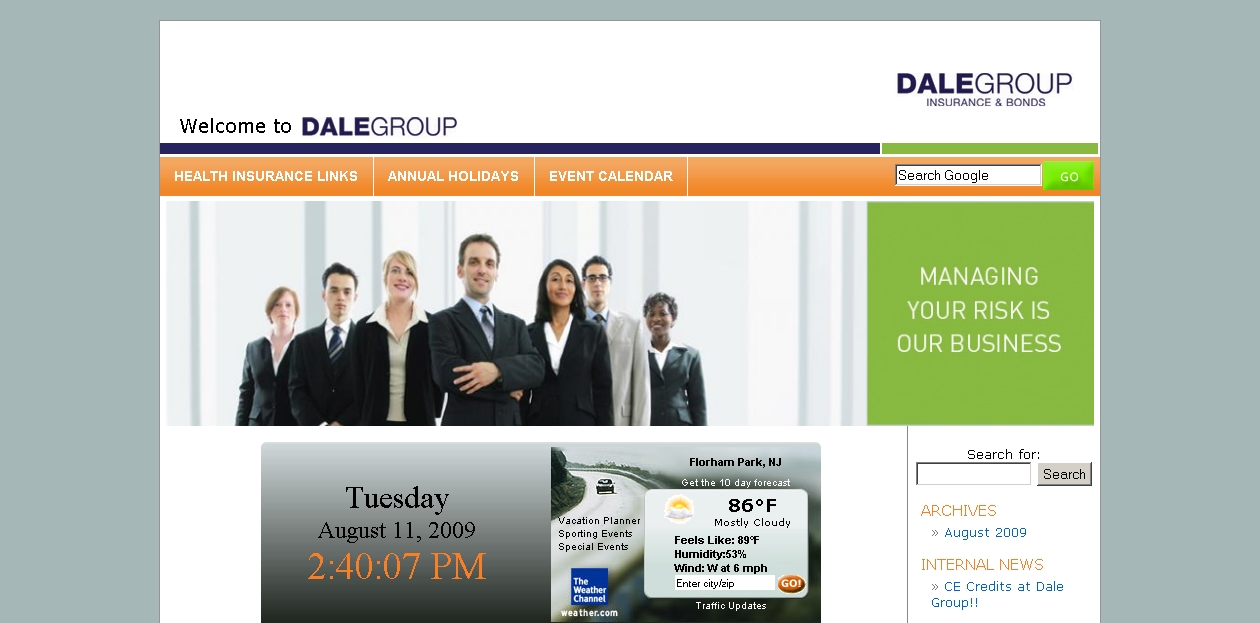 DALEGROUP
INSURANCE & BONDS
Welcome to DALEGROUP
HEALTH INSURANCE LINKS
ANNUAL HOLIDAYS
EVENT CALENDAR
Search Google
GO
MANAGING
YOUR RISK IS
OUR BUSINESS
Tuesday
August 11, 2009
2:40:07 PM
Florham Park, NJ
Get the 10 day forecast
86°F
Mostly Cloudy
Feels Like: 89°F
Humidity:53%
Wind: W at 6 mph
Enter city/zip
GO!
Traffic Updates
Vacation Planner
Sporting Events
Special Events
The
Weather
Channel
weather.com
Search for:
Search
ARCHIVES
» August 2009
INTERNAL NEWS
» CE Credits at Dale
Group!!